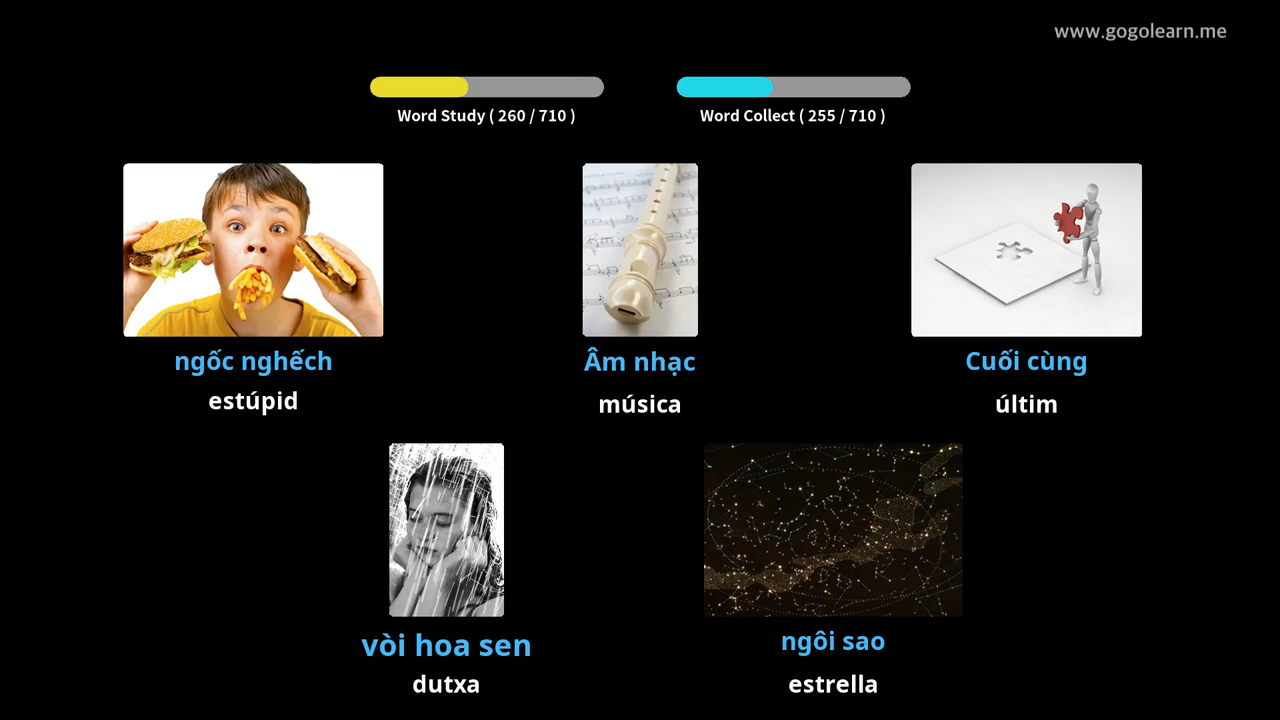 www.gogolearn.me
Word Study ( 260 / 710 )
Word Collect ( 255 / 710 )
ngốc nghếch
estúpid
Âm nhạc
música
Cuối cùng
últim
vòi hoa sen
dutxa
ngôi sao
estrella